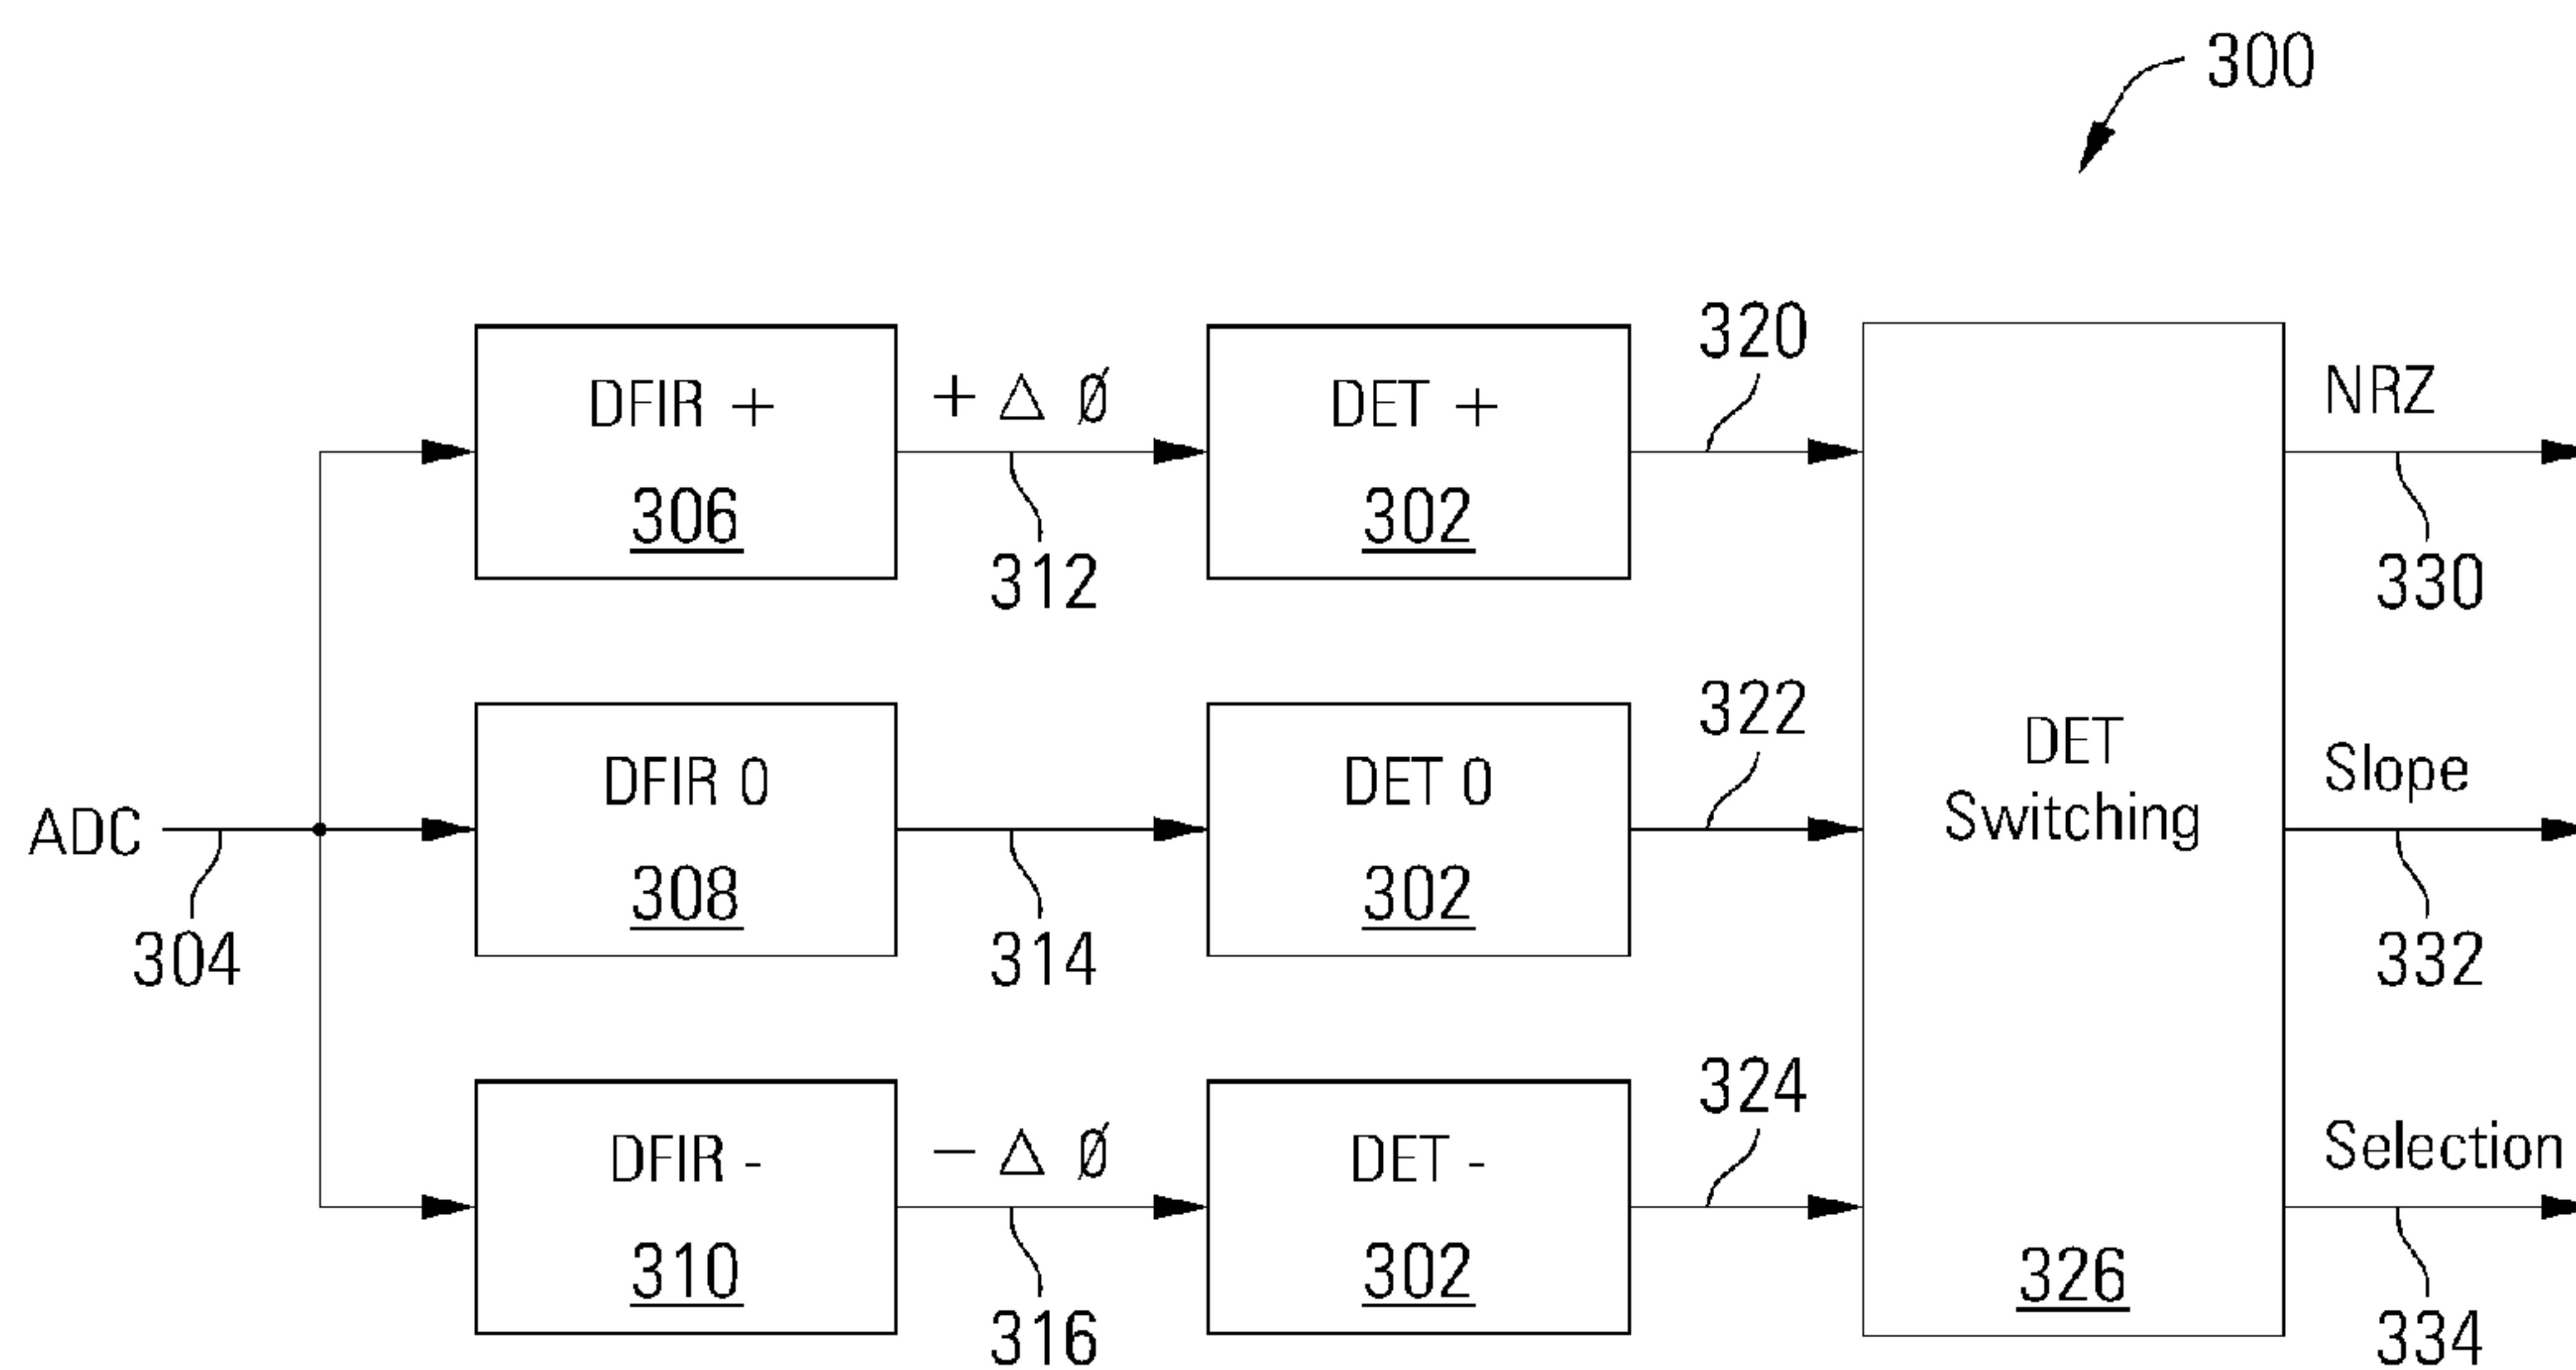 300
320
DFIR +
+ Δ Ø
DET +
NRZ
306
302
312
330
322
DFIR 0
DET 0
DET
Switching
Slope
ADC
308
302
304
314
332
324
DFIR -
− Δ Ø
DET -
Selection
310
302
326
316
334